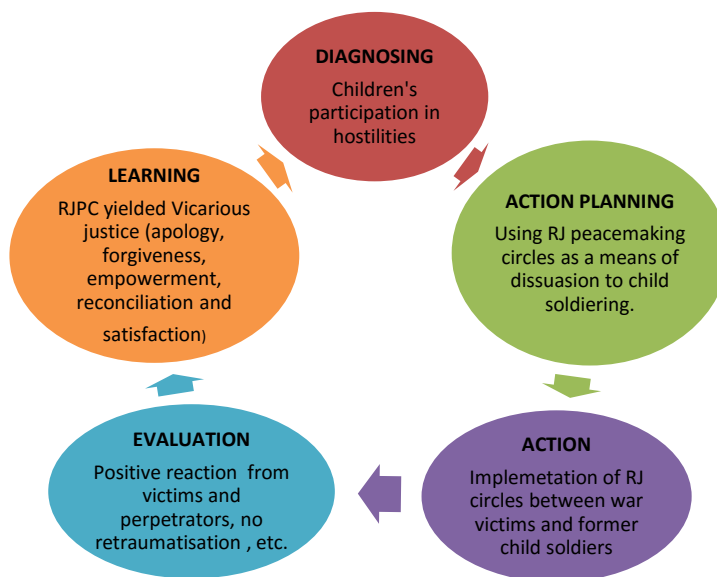 DIAGNOSING
Children's
participation in
hostilities
ACTION PLANNING
Using RJ peacemaking
circles as a means of
dissuasion to child
soldiering.
ACTION
Implemetation of RJ
circles between war
victims and former
child soldiers
EVALUATION
Positive reaction from
victims and
perpetrators, no
retraumatisation , etc.
LEARNING
RJPC yielded Vicarious
justice (apology,
forgiveness,
empowerment,
reconciliation and
satisfaction)